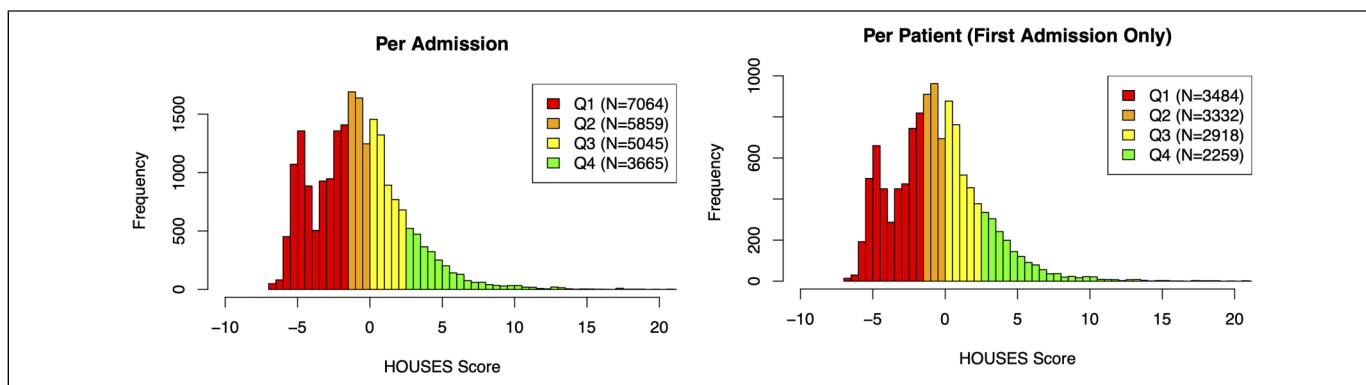 Per Admission
Q1 (N=7064)
Q2 (N=5859)
Q3 (N=5045)
Q4 (N=3665)
Frequency
1500
1000
500
0
−10 −5 0 5 10 15 20
HOUSES Score
Per Patient (First Admission Only)
Q1 (N=3484)
Q2 (N=3332)
Q3 (N=2918)
Q4 (N=2259)
Frequency
1000
600
200
0
−10 −5 0 5 10 15 20
HOUSES Score